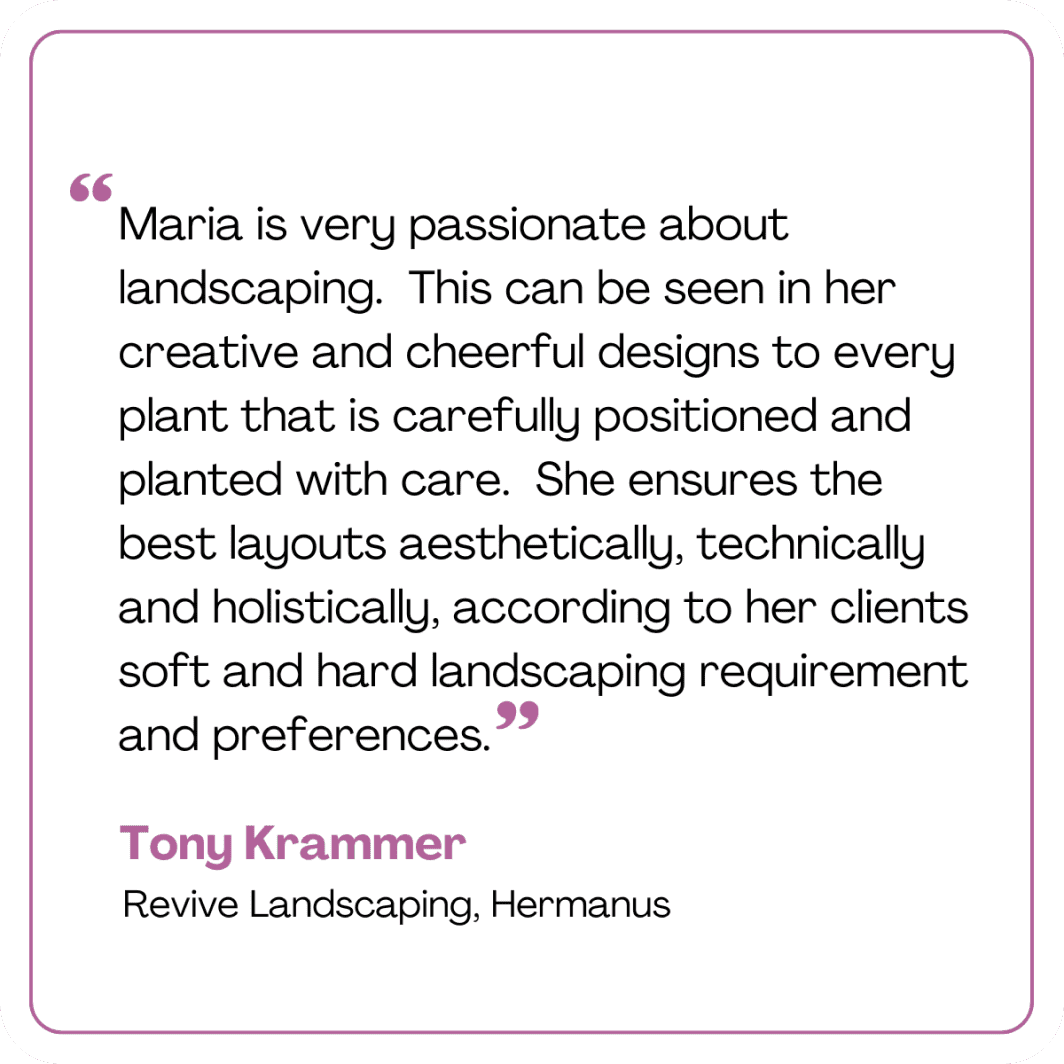 “Maria is very passionate about
landscaping.  This can be seen in her
creative and cheerful designs to every
plant that is carefully positioned and
planted with care.  She ensures the
best layouts aesthetically, technically
and holistically, according to her clients
soft and hard landscaping requirement
and preferences.”
Tony Krammer
Revive Landscaping, Hermanus